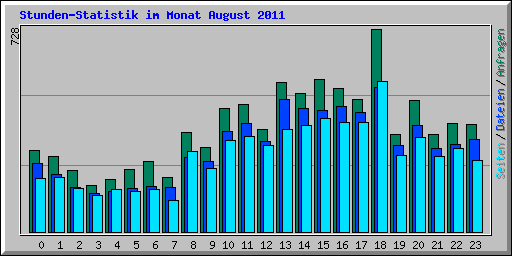 Stunden-Statistik im Monat August 2011
728
Seiten / Dateien / Anfragen
0 1 2 3 4 5 6 7 8 9 10 11 12 13 14 15 16 17 18 19 20 21 22 23